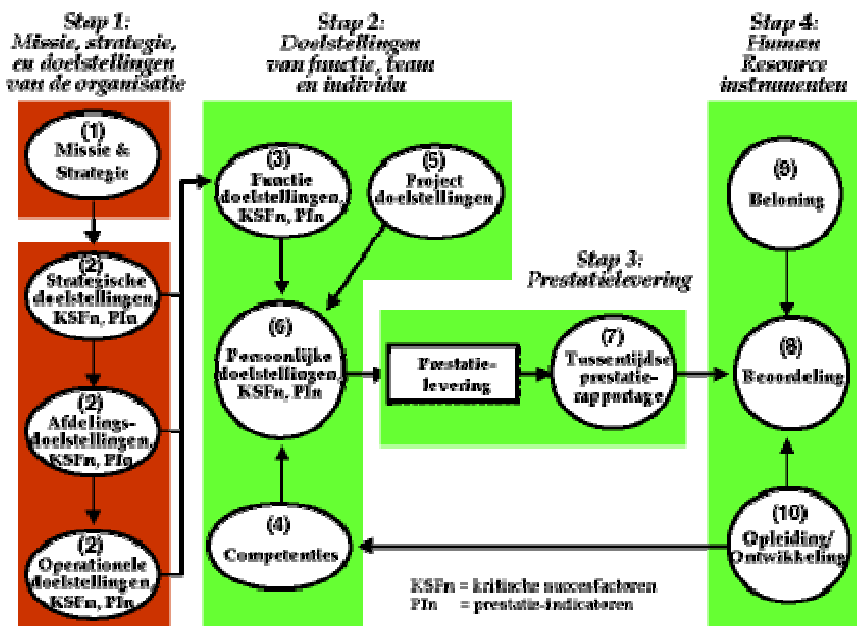 Stap 1:
Missie, strategie,
en doelstellingen
van de organisatie
Stap 2:
Doelstellingen
van functie, team
en individu
Stap 4:
Human
Resource
instrumenten
(1)
Missie &
Strategie
(2)
Strategische
doelstellingen,
KSFn, PIn
(2)
Afdelings-
doelstellingen,
KSFn, PIn
(2)
Operationele
doelstellingen,
KSFn, PIn
(3)
Functie
doelstellingen,
KSFn, PIn
(5)
Project
doelstellingen
(6)
Persoonlijke
doelstellingen,
KSFn, PIn
(4)
Competenties
Stap 3:
Prestatielevering
Prestatie-
levering
(7)
Tussentijdse
prestatie-
rapportage
(9)
Beloning
(8)
Beoordeling
(10)
Opleiding/
Ontwikkeling
KSFn = kritische succesfactoren
PIn = prestatie-indicatoren